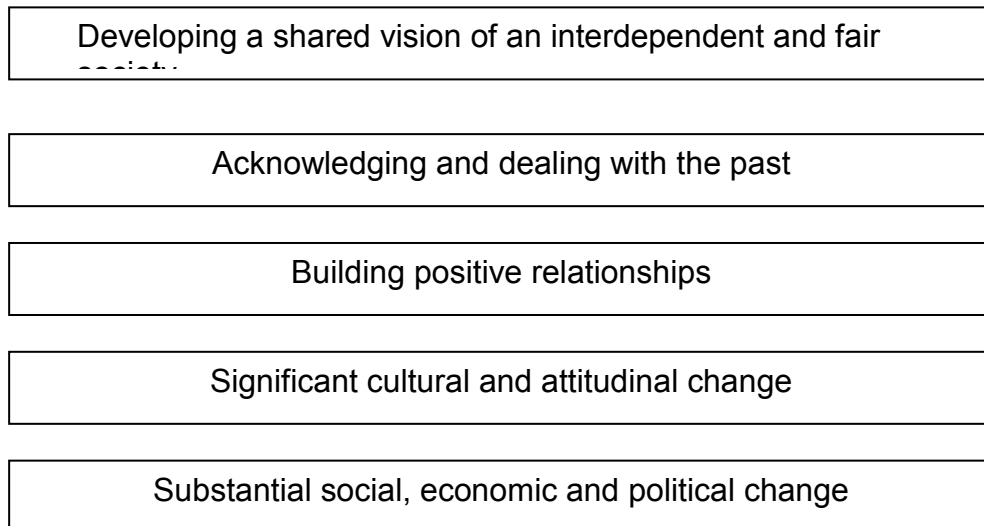 Developing a shared vision of an interdependent and fair
society
Acknowledging and dealing with the past
Building positive relationships
Significant cultural and attitudinal change
Substantial social, economic and political change